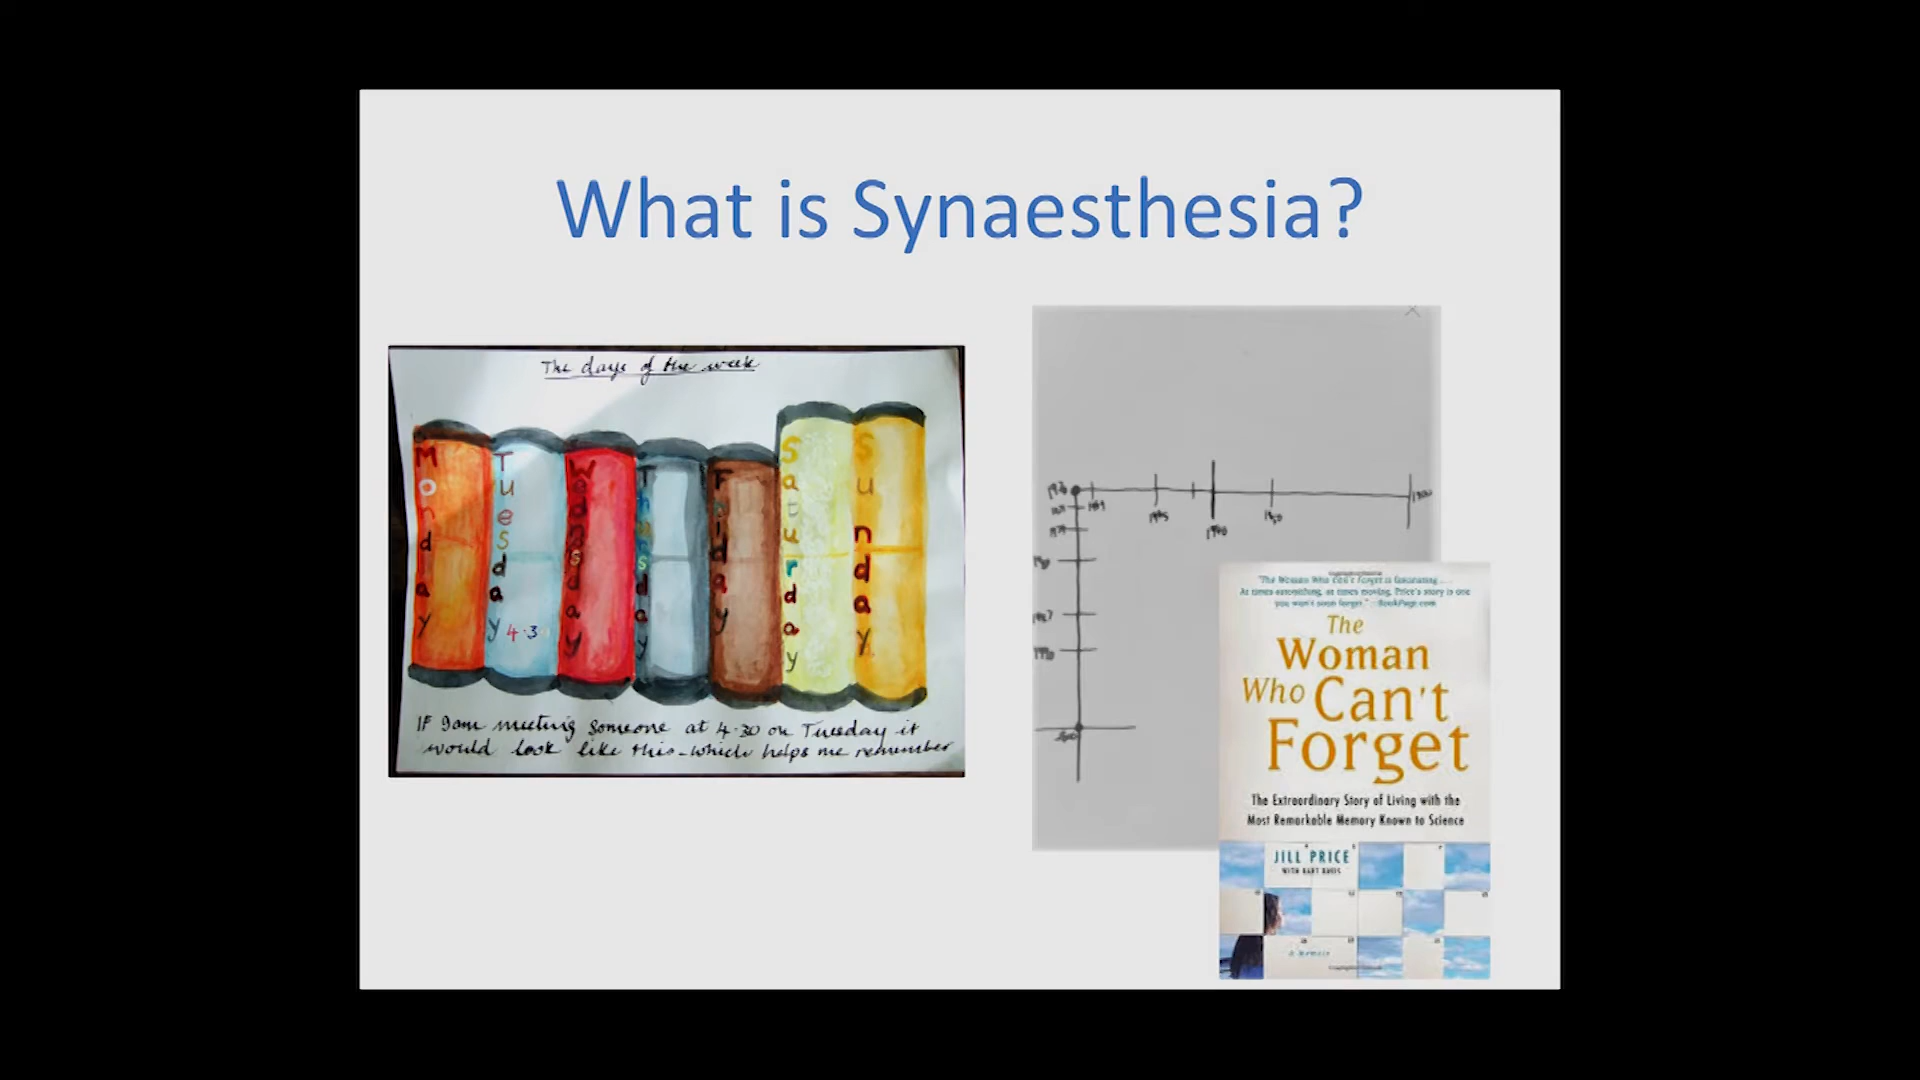 What is Synaesthesia?
The days of the week
Monday
Tuesday
4.30
Wednesday
Thursday
Friday
Saturday
Sunday
IF I am meeting someone at 4.30 on Tuesday it
would look like this - which helps me remember
1900
1940
"The Woman Who Can't Forget is fascinating....
At times astonishing, at times moving, Price's story is one
you won't soon forget." -BookPage.com
The
Woman
Who Can't
Forget
The Extraordinary Story of Living with the
Most Remarkable Memory Known to Science
JILL PRICE
WITH BART DAVIS
a memoir